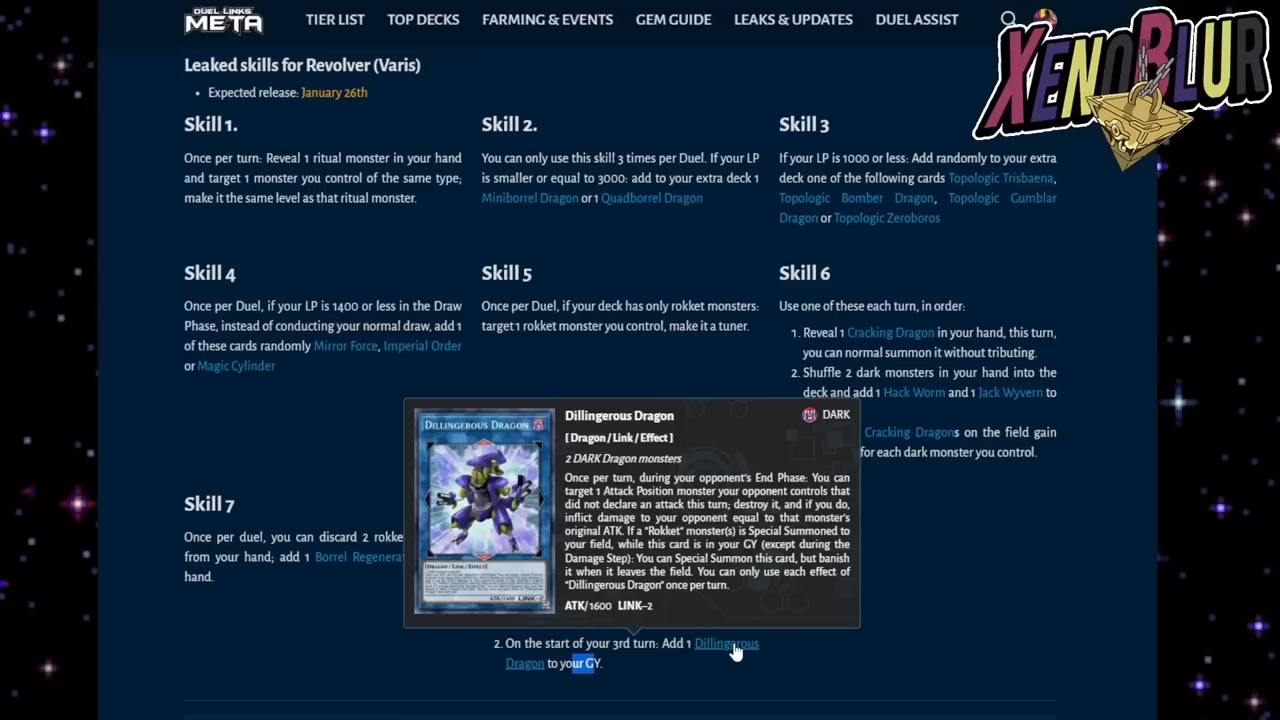 DUEL LINKS
META
TIER LIST
TOP DECKS
FARMING & EVENTS
GEM GUIDE
LEAKS & UPDATES
DUEL ASSIST
XENOBLUR
Leaked skills for Revolver (Varis)
• Expected release: January 26th
Skill 1.
Once per turn: Reveal 1 ritual monster in your hand
and target 1 monster you control of the same type;
make it the same level as that ritual monster.
Skill 2.
You can only use this skill 3 times per Duel. If your LP
is smaller or equal to 3000: add to your extra deck 1
Miniborrel Dragon or 1 Quadborrel Dragon
Skill 3
If your LP is 1000 or less: Add randomly to your extra
deck one of the following cards Topologic Trisbaena,
Topologic Bomber Dragon, Topologic Gumblar
Dragon or Topologic Zeroboros
Skill 4
Once per Duel, if your LP is 1400 or less in the Draw
Phase, instead of conducting your normal draw, add 1
of these cards randomly Mirror Force, Imperial Order
or Magic Cylinder
Skill 5
Once per Duel, if your deck has only rokket monsters:
target 1 rokket monster you control, make it a tuner.
Skill 6
Use one of these each turn, in order:
1. Reveal 1 Cracking Dragon in your hand, this turn,
you can normal summon it without tributing.
2. Shuffle 2 dark monsters in your hand into the
deck and add 1 Hack Worm and 1 Jack Wyvern to
Cracking Dragons on the field gain
for each dark monster you control.
Skill 7
Once per duel, you can discard 2 rokke
from your hand; add 1 Borrel Regenera
hand.
DILLINGEROUS DRAGON
[DRAGON/LINK/EFFECT]
ATK/1600 LINK-2
Dillingerous Dragon
DARK
[ Dragon / Link / Effect ]
2 DARK Dragon monsters
Once per turn, during your opponent's End Phase: You can
target 1 Attack Position monster your opponent controls that
did not declare an attack this turn; destroy it, and if you do,
inflict damage to your opponent equal to that monster's
original ATK. If a "Rokket" monster(s) is Special Summoned to
your field, while this card is in your GY (except during the
Damage Step): You can Special Summon this card, but banish
it when it leaves the field. You can only use each effect of
"Dillingerous Dragon" once per turn.
ATK/1600 LINK–2
2. On the start of your 3rd turn: Add 1 Dillingerous
Dragon to your GY.